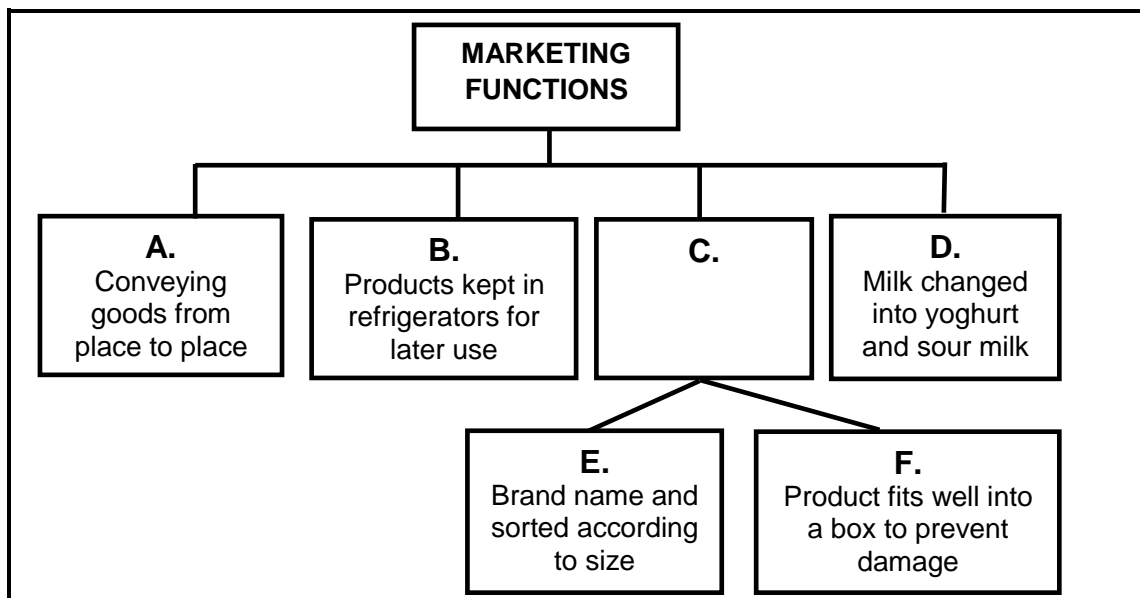 MARKETING
FUNCTIONS
A.
Conveying
goods from
place to place
B.
Products kept in
refrigerators for
later use
C.
D.
Milk changed
into yoghurt
and sour milk
E.
Brand name and
sorted according
to size
F.
Product fits well into
a box to prevent
damage